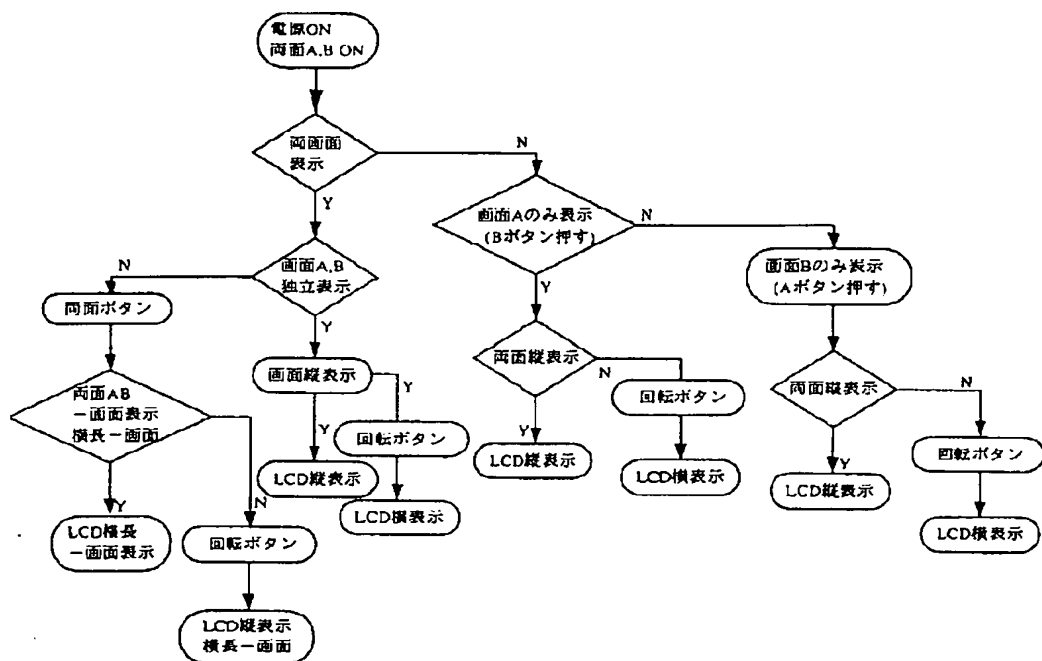 電源ON
両面A,B ON
両画面
表示
N
Y
画面Aのみ表示
(Bボタン押す)
N
画面A,B
独立表示
N
画面Bのみ表示
(Aボタン押す)
両面ボタン
Y
Y
両面縦表示
N
画面縦表示
Y
両面縦表示
N
両面AB
一画面表示
横長一画面
回転ボタン
Y
回転ボタン
Y
LCD縦表示
回転ボタン
LCD縦表示
LCD横表示
Y
LCD縦表示
Y
N
LCD横表示
LCD横長
一画面表示
回転ボタン
LCD横表示
LCD縦表示
横長一画面